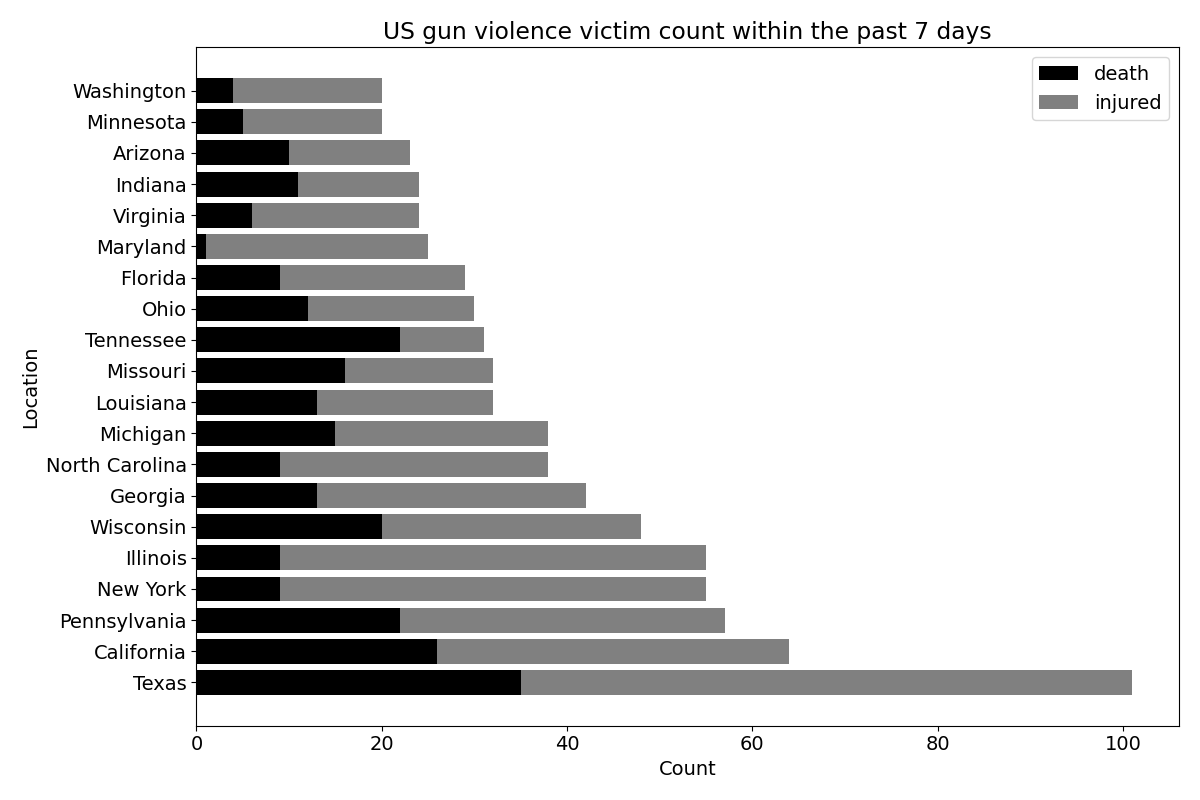 US gun violence victim count within the past 7 days
death
injured
Washington
Minnesota
Arizona
Indiana
Virginia
Maryland
Florida
Ohio
Tennessee
Missouri
Louisiana
Michigan
North Carolina
Georgia
Wisconsin
Illinois
New York
Pennsylvania
California
Texas
Location
0 20 40 60 80 100
Count